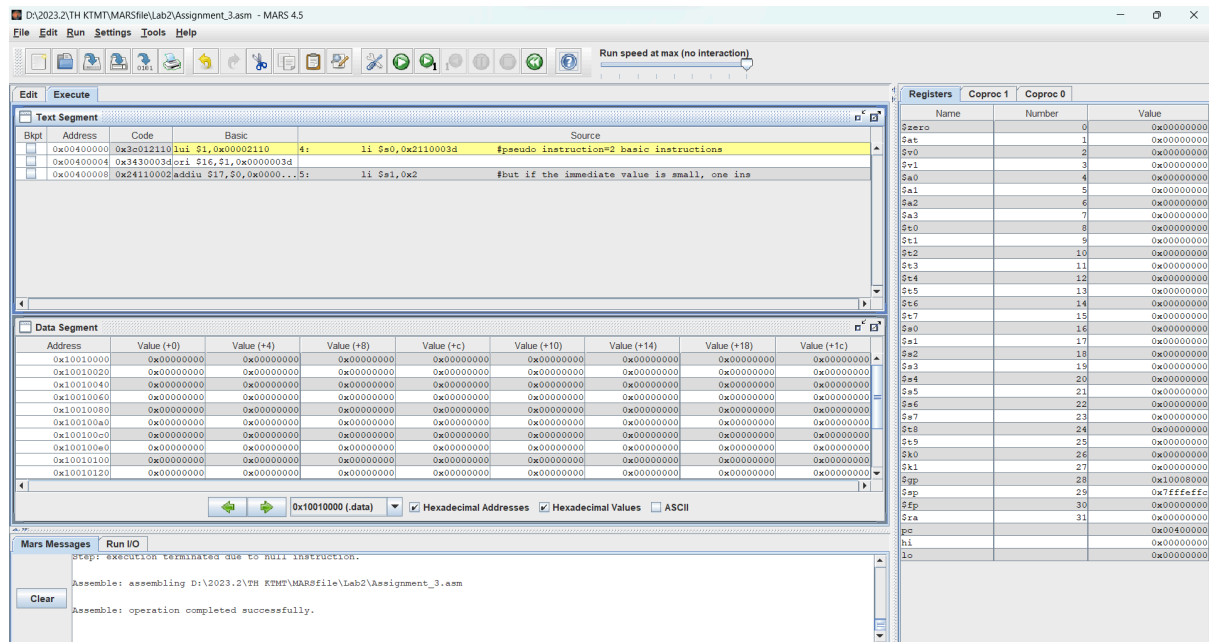 D:\2023.2\TH KTMT\MARSfile\Lab2\Assignment_3.asm - MARS 4.5
File Edit Run Settings Tools Help
Run speed at max (no interaction)
Edit Execute
Text Segment
Bkpt Address Code Basic Source
0x00400000 0x3c012110 lui $1,0x00002110 4: li $s0,0x2110003d #pseudo instruction=2 basic instructions
0x00400004 0x3430003d ori $16,$1,0x0000003d
0x00400008 0x24110002 addiu $17,$0,0x0000... 5: li $s1,0x2 #but if the immediate value is small, one ins
Data Segment
Address Value (+0) Value (+4) Value (+8) Value (+c) Value (+10) Value (+14) Value (+18) Value (+1c)
0x10010000 0x00000000 0x00000000 0x00000000 0x00000000 0x00000000 0x00000000 0x00000000 0x00000000
0x10010020 0x00000000 0x00000000 0x00000000 0x00000000 0x00000000 0x00000000 0x00000000 0x00000000
0x10010040 0x00000000 0x00000000 0x00000000 0x00000000 0x00000000 0x00000000 0x00000000 0x00000000
0x10010060 0x00000000 0x00000000 0x00000000 0x00000000 0x00000000 0x00000000 0x00000000 0x00000000
0x10010080 0x00000000 0x00000000 0x00000000 0x00000000 0x00000000 0x00000000 0x00000000 0x00000000
0x100100a0 0x00000000 0x00000000 0x00000000 0x00000000 0x00000000 0x00000000 0x00000000 0x00000000
0x100100c0 0x00000000 0x00000000 0x00000000 0x00000000 0x00000000 0x00000000 0x00000000 0x00000000
0x100100e0 0x00000000 0x00000000 0x00000000 0x00000000 0x00000000 0x00000000 0x00000000 0x00000000
0x10010100 0x00000000 0x00000000 0x00000000 0x00000000 0x00000000 0x00000000 0x00000000 0x00000000
0x10010120 0x00000000 0x00000000 0x00000000 0x00000000 0x00000000 0x00000000 0x00000000 0x00000000
0x10010000 (.data) Hexadecimal Addresses Hexadecimal Values ASCII
Mars Messages Run I/O
Step: execution terminated due to null instruction.
Assemble: assembling D:\2023.2\TH KTMT\MARSfile\Lab2\Assignment_3.asm
Clear
Assemble: operation completed successfully.
Registers Coproc 1 Coproc 0
Name Number Value
$zero 0 0x00000000
$at 1 0x00000000
$v0 2 0x00000000
$v1 3 0x00000000
$a0 4 0x00000000
$a1 5 0x00000000
$a2 6 0x00000000
$a3 7 0x00000000
$t0 8 0x00000000
$t1 9 0x00000000
$t2 10 0x00000000
$t3 11 0x00000000
$t4 12 0x00000000
$t5 13 0x00000000
$t6 14 0x00000000
$t7 15 0x00000000
$s0 16 0x00000000
$s1 17 0x00000000
$s2 18 0x00000000
$s3 19 0x00000000
$s4 20 0x00000000
$s5 21 0x00000000
$s6 22 0x00000000
$s7 23 0x00000000
$t8 24 0x00000000
$t9 25 0x00000000
$k0 26 0x00000000
$k1 27 0x00000000
$gp 28 0x10008000
$sp 29 0x7fffeffc
$fp 30 0x00000000
$ra 31 0x00000000
pc 0x00400000
hi 0x00000000
lo 0x00000000